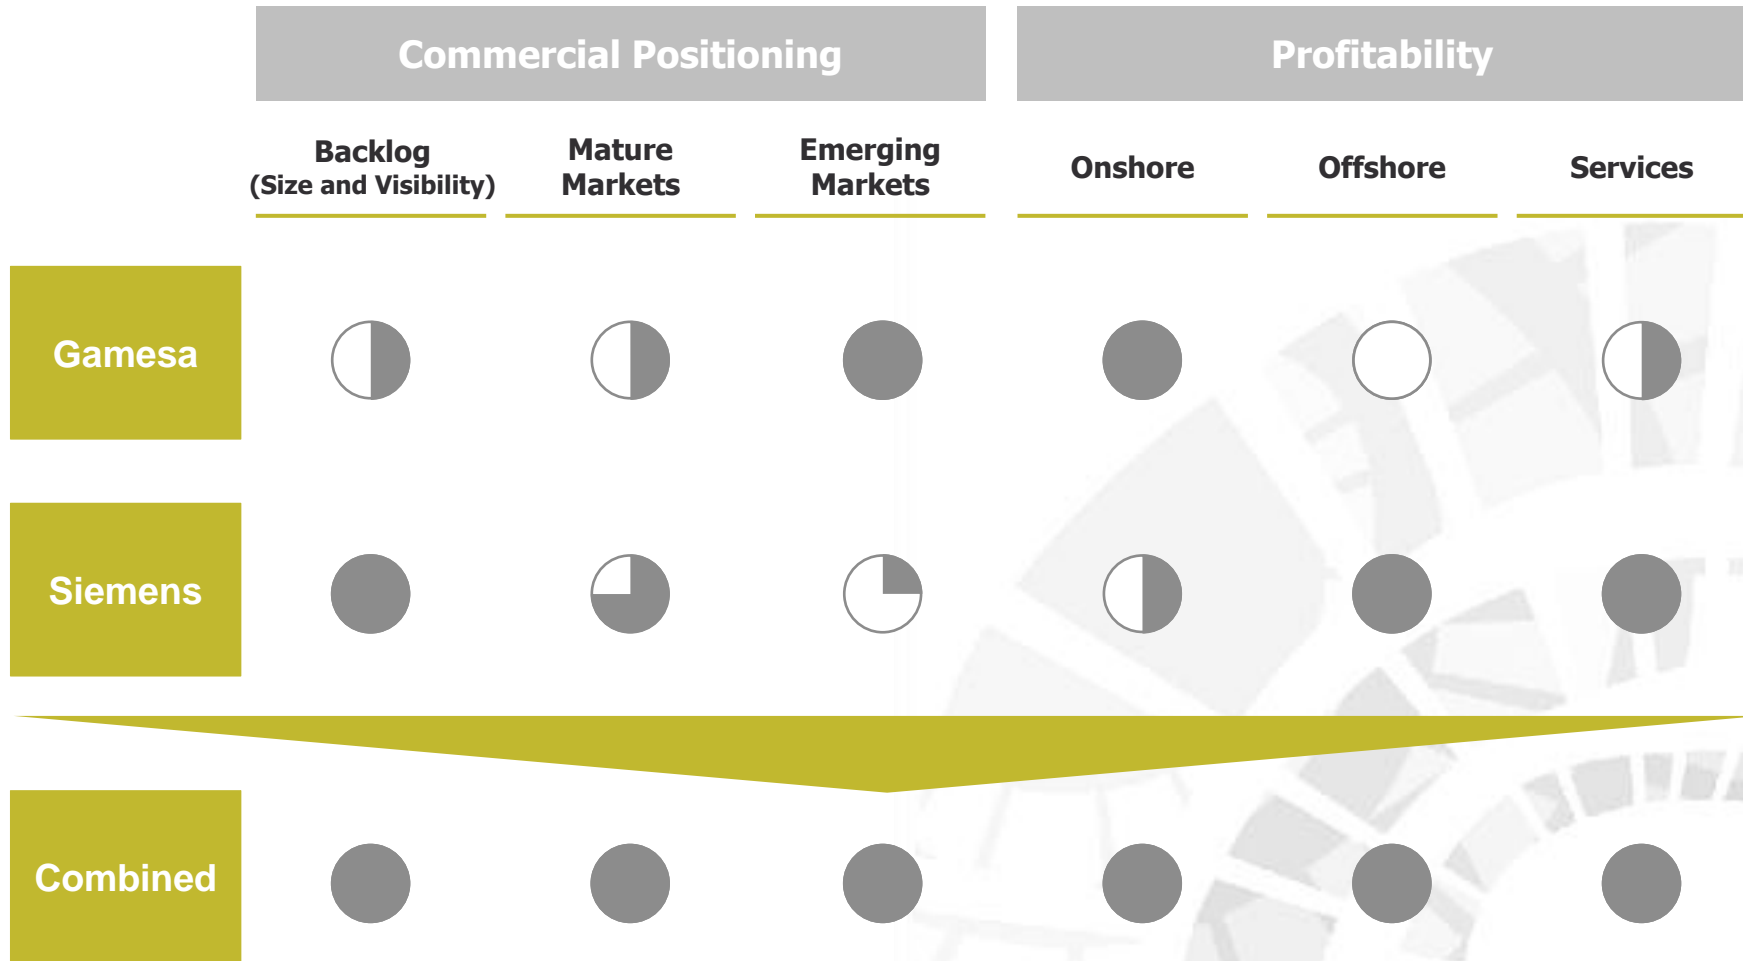 Commercial Positioning
Profitability
Backlog
(Size and Visibility)
Mature
Markets
Emerging
Markets
Onshore
Offshore
Services
Gamesa
Siemens
Combined